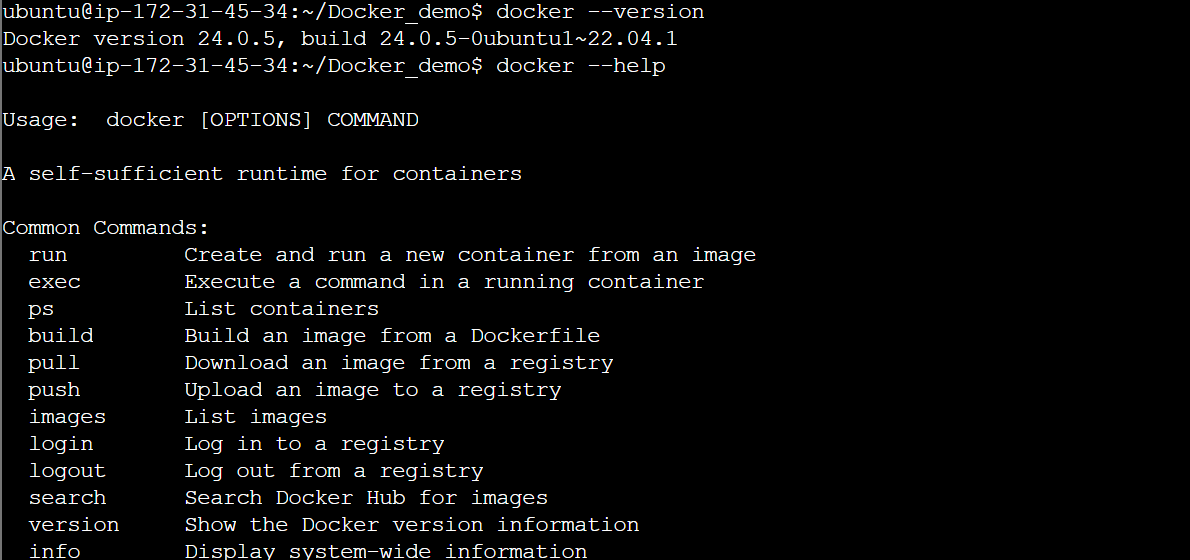 ubuntu@ip-172-31-45-34:~/Docker_demo$ docker --version
Docker version 24.0.5, build 24.0.5-0ubuntu1~22.04.1
ubuntu@ip-172-31-45-34:~/Docker_demo$ docker --help
Usage:  docker [OPTIONS] COMMAND
A self-sufficient runtime for containers
Common Commands:
  run         Create and run a new container from an image
  exec        Execute a command in a running container
  ps          List containers
  build       Build an image from a Dockerfile
  pull        Download an image from a registry
  push        Upload an image to a registry
  images      List images
  login       Log in to a registry
  logout      Log out from a registry
  search      Search Docker Hub for images
  version     Show the Docker version information
  info        Display system-wide information